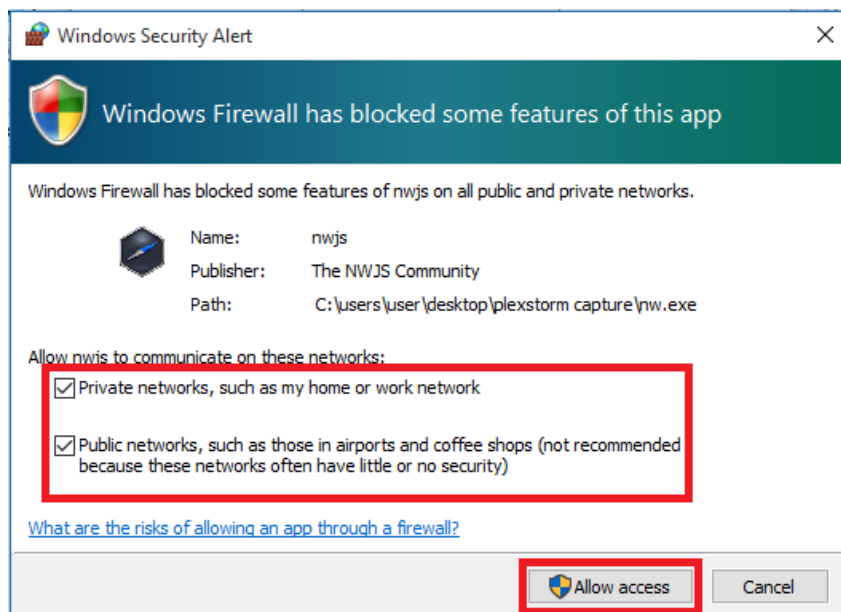 Windows Security Alert
Windows Firewall has blocked some features of this app
Windows Firewall has blocked some features of nwjs on all public and private networks.
Name: nwjs
Publisher: The NWJS Community
Path: C:\users\user\desktop\plexstorm capture\nw.exe
Allow nwjs to communicate on these networks:
Private networks, such as my home or work network
Public networks, such as those in airports and coffee shops (not recommended
because these networks often have little or no security)
What are the risks of allowing an app through a firewall?
Allow access Cancel